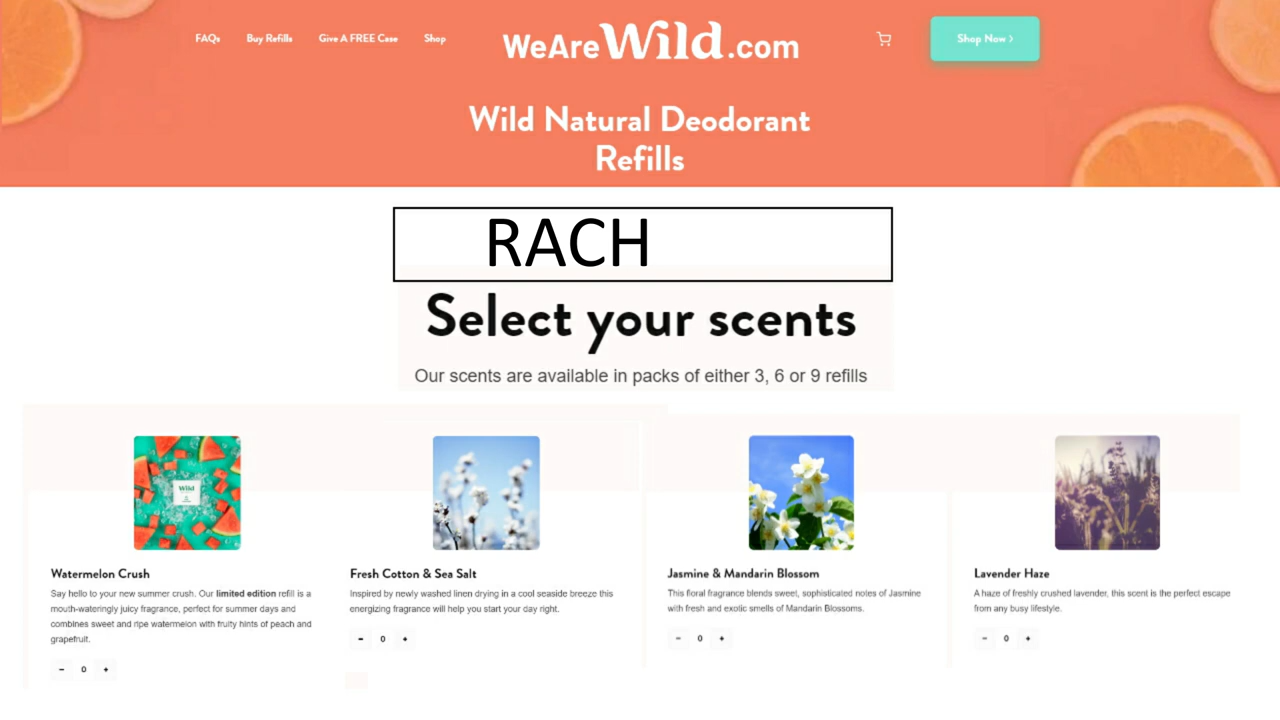 FAQs Buy Refills Give A FREE Case Shop WeAreWild.com Shop Now >
Wild Natural Deodorant
Refills
RACH
Select your scents
Our scents are available in packs of either 3, 6 or 9 refills
Wild
Watermelon Crush
Say hello to your new summer crush. Our limited edition refill is a
mouth-wateringly juicy fragrance, perfect for summer days and
combines sweet and ripe watermelon with fruity hints of peach and
grapefruit.
− 0 +
Fresh Cotton & Sea Salt
Inspired by newly washed linen drying in a cool seaside breeze this
energizing fragrance will help you start your day right.
− 0 +
Jasmine & Mandarin Blossom
This floral fragrance blends sweet, sophisticated notes of Jasmine
with fresh and exotic smells of Mandarin Blossoms.
− 0 +
Lavender Haze
A haze of freshly crushed lavender, this scent is the perfect escape
from any busy lifestyle.
− 0 +